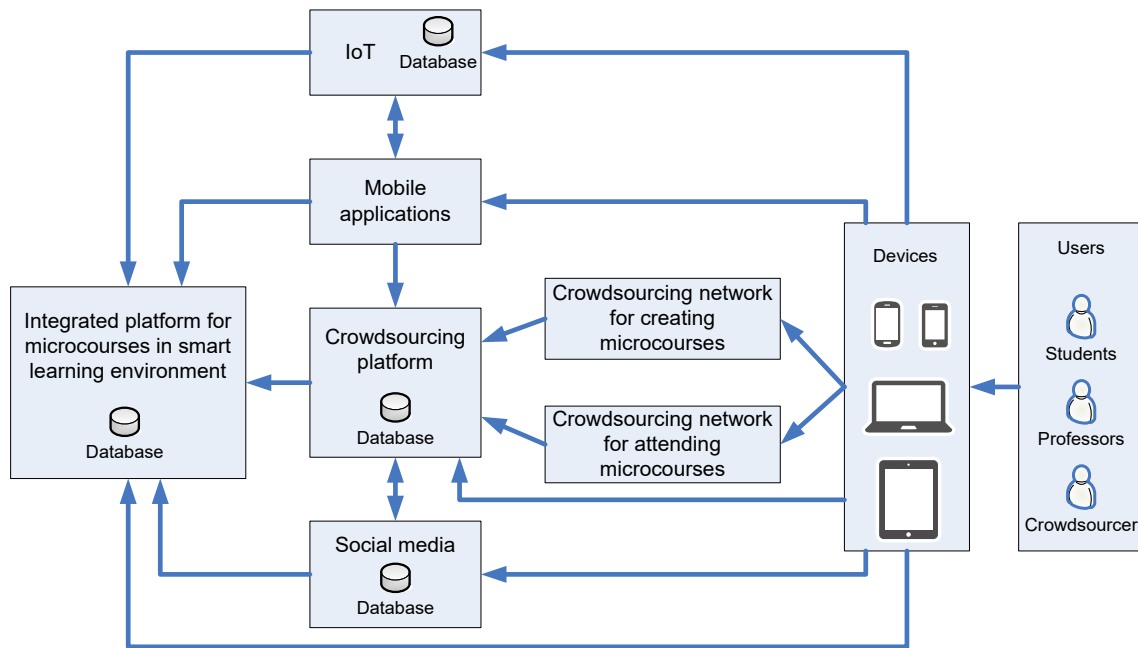 IoT
Database
Mobile
applications
Integrated platform for
microcourses in smart
learning environment
Database
Crowdsourcing
platform
Database
Crowdsourcing network
for creating
microcourses
Crowdsourcing network
for attending
microcourses
Social media
Database
Devices
Users
Students
Professors
Crowdsourcer